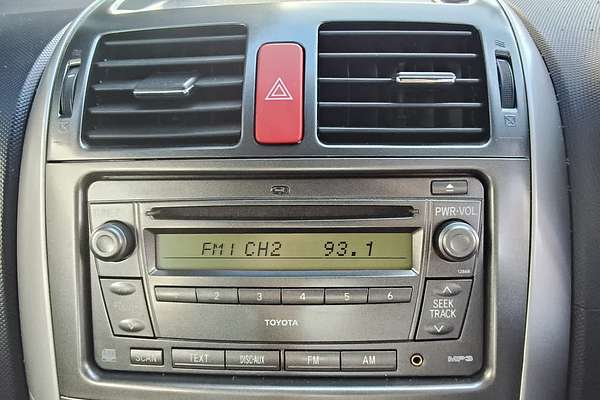 PWR·VOL
FM1 CH2 93.1
12868
2 3 4 5 6
SEEK
TRACK
TOYOTA
SCAN TEXT DISC·AUX FM AM MP3